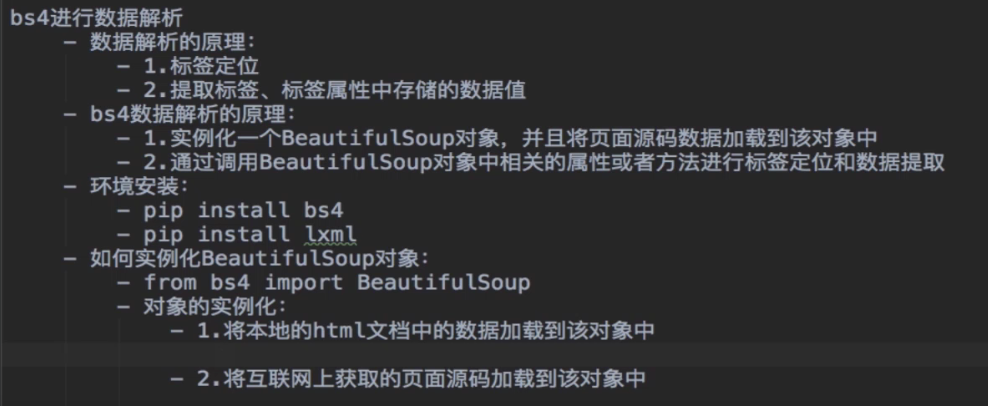 bs4进行数据解析
- 数据解析的原理：
- 1.标签定位
- 2.提取标签、标签属性中存储的数据值
- bs4数据解析的原理：
- 1.实例化一个BeautifulSoup对象，并且将页面源码数据加载到该对象中
- 2.通过调用BeautifulSoup对象中相关的属性或者方法进行标签定位和数据提取
- 环境安装：
- pip install bs4
- pip install lxml
- 如何实例化BeautifulSoup对象：
- from bs4 import BeautifulSoup
- 对象的实例化：
- 1.将本地的html文档中的数据加载到该对象中
- 2.将互联网上获取的页面源码加载到该对象中